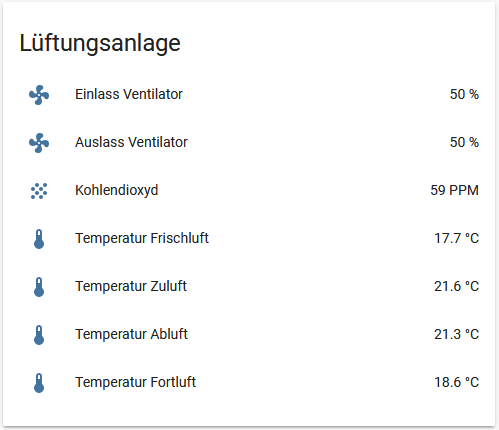 Lüftungsanlage
Einlass Ventilator 50 %
Auslass Ventilator 50 %
Kohlendioxyd 59 PPM
Temperatur Frischluft 17.7 °C
Temperatur Zuluft 21.6 °C
Temperatur Abluft 21.3 °C
Temperatur Fortluft 18.6 °C